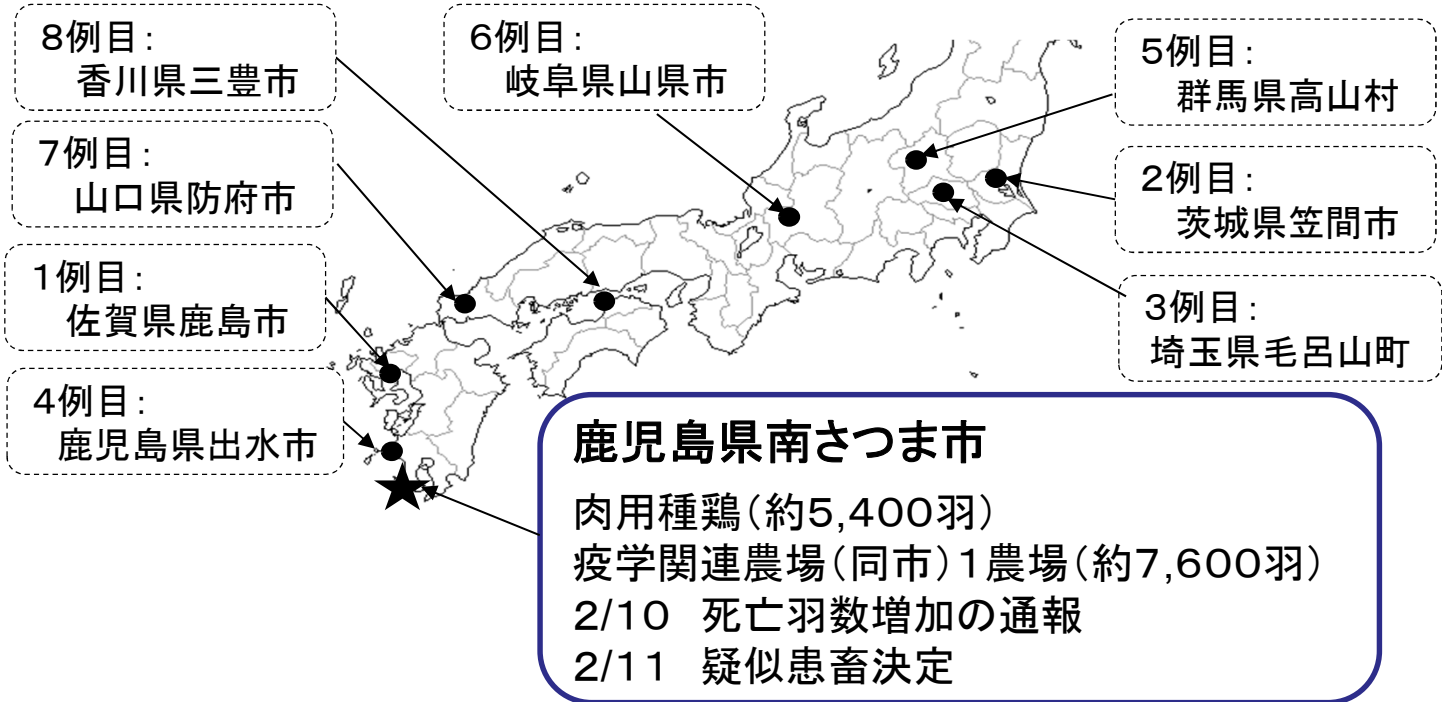 8例目:
香川県三豊市
6例目:
岐阜県山県市
5例目:
群馬県高山村
7例目:
山口県防府市
2例目:
茨城県笠間市
1例目:
佐賀県鹿島市
3例目:
埼玉県毛呂山町
4例目:
鹿児島県出水市
鹿児島県南さつま市
肉用種鶏(約5,400羽)
疫学関連農場(同市)1農場(約7,600羽)
2/10 死亡羽数増加の通報
2/11 疑似患畜決定